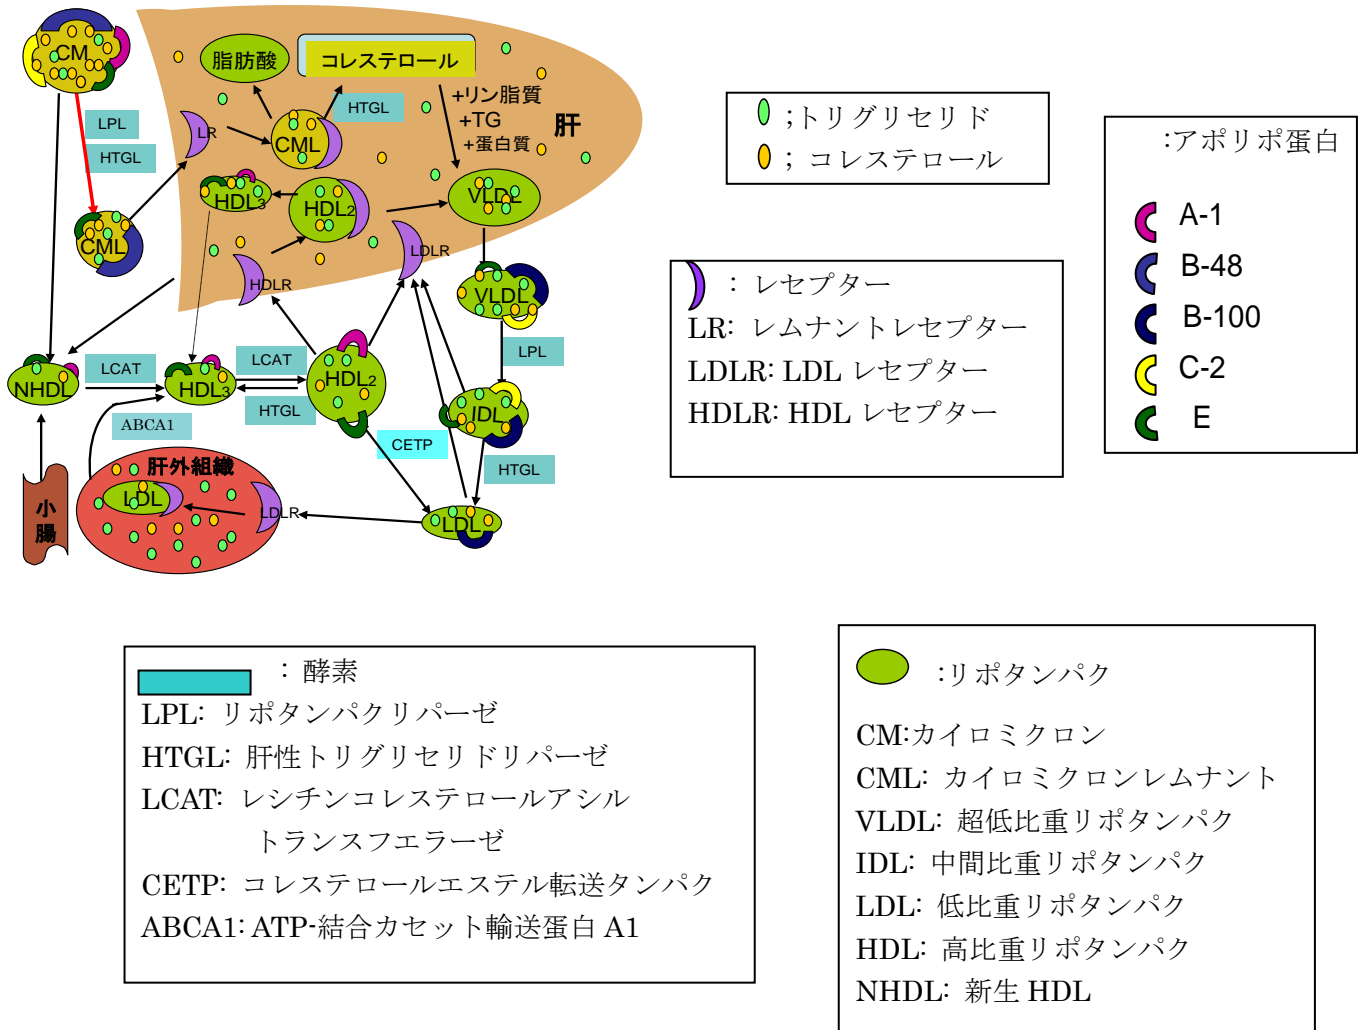 CM
LPL
HTGL
CML
脂肪酸
コレステロール
HTGL
LR
CML
+リン脂質
+TG
+蛋白質
肝
HDL3
HDL2
VLDL
HDLR
LDLR
VLDL
LPL
NHDL
LCAT
HDL3
LCAT
HTGL
HDL2
IDL
CETP
HTGL
ABCA1
小腸
肝外組織
LDL
LDLR
LDL
;トリグリセリド
; コレステロール
: レセプター
LR: レムナントレセプター
LDLR: LDL レセプター
HDLR: HDL レセプター
:アポリポ蛋白
A-1
B-48
B-100
C-2
E
: 酵素
LPL: リポタンパクリパーゼ
HTGL: 肝性トリグリセリドリパーゼ
LCAT: レシチンコレステロールアシル
トランスフエラーゼ
CETP: コレステロールエステル転送タンパク
ABCA1: ATP-結合カセット輸送蛋白 A1
:リポタンパク
CM:カイロミクロン
CML: カイロミクロンレムナント
VLDL: 超低比重リポタンパク
IDL: 中間比重リポタンパク
LDL: 低比重リポタンパク
HDL: 高比重リポタンパク
NHDL: 新生 HDL